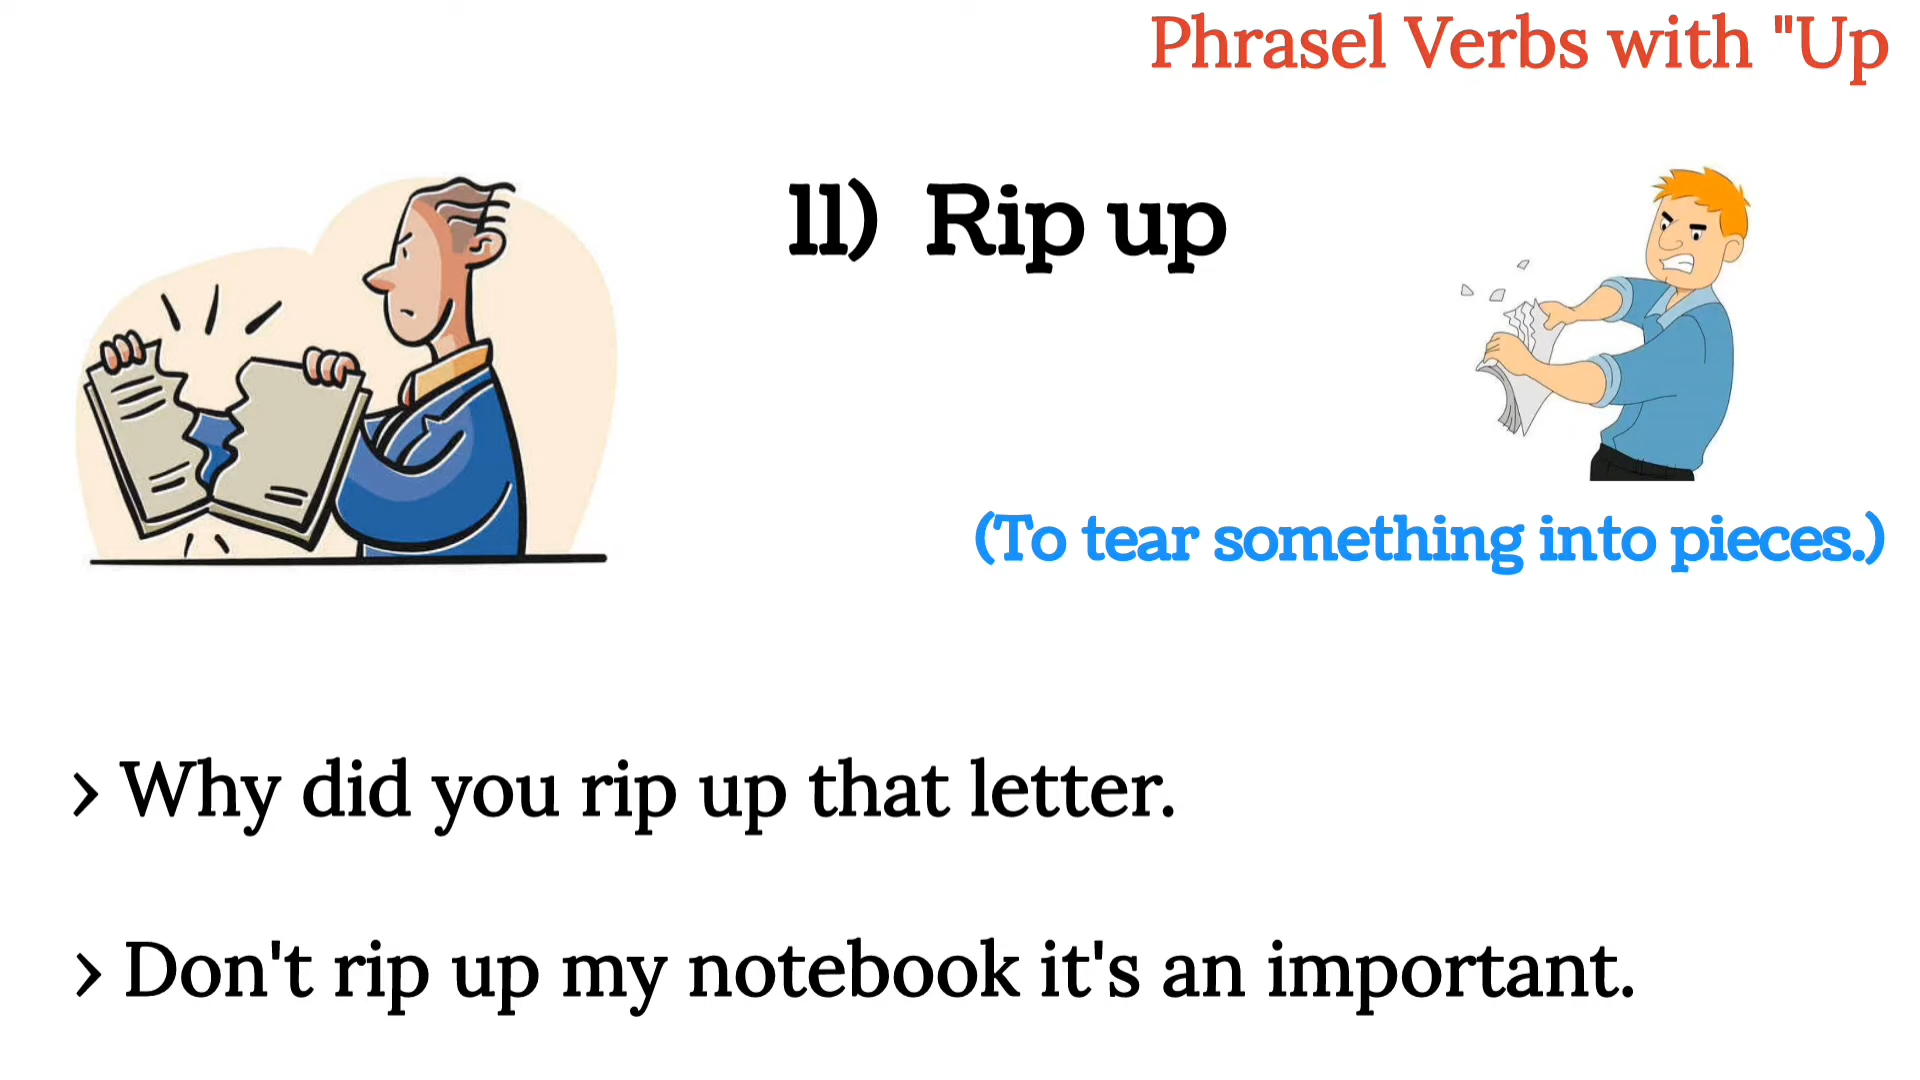 Phrasel Verbs with "Up
11) Rip up
(To tear something into pieces.)
› Why did you rip up that letter.
› Don't rip up my notebook it's an important.